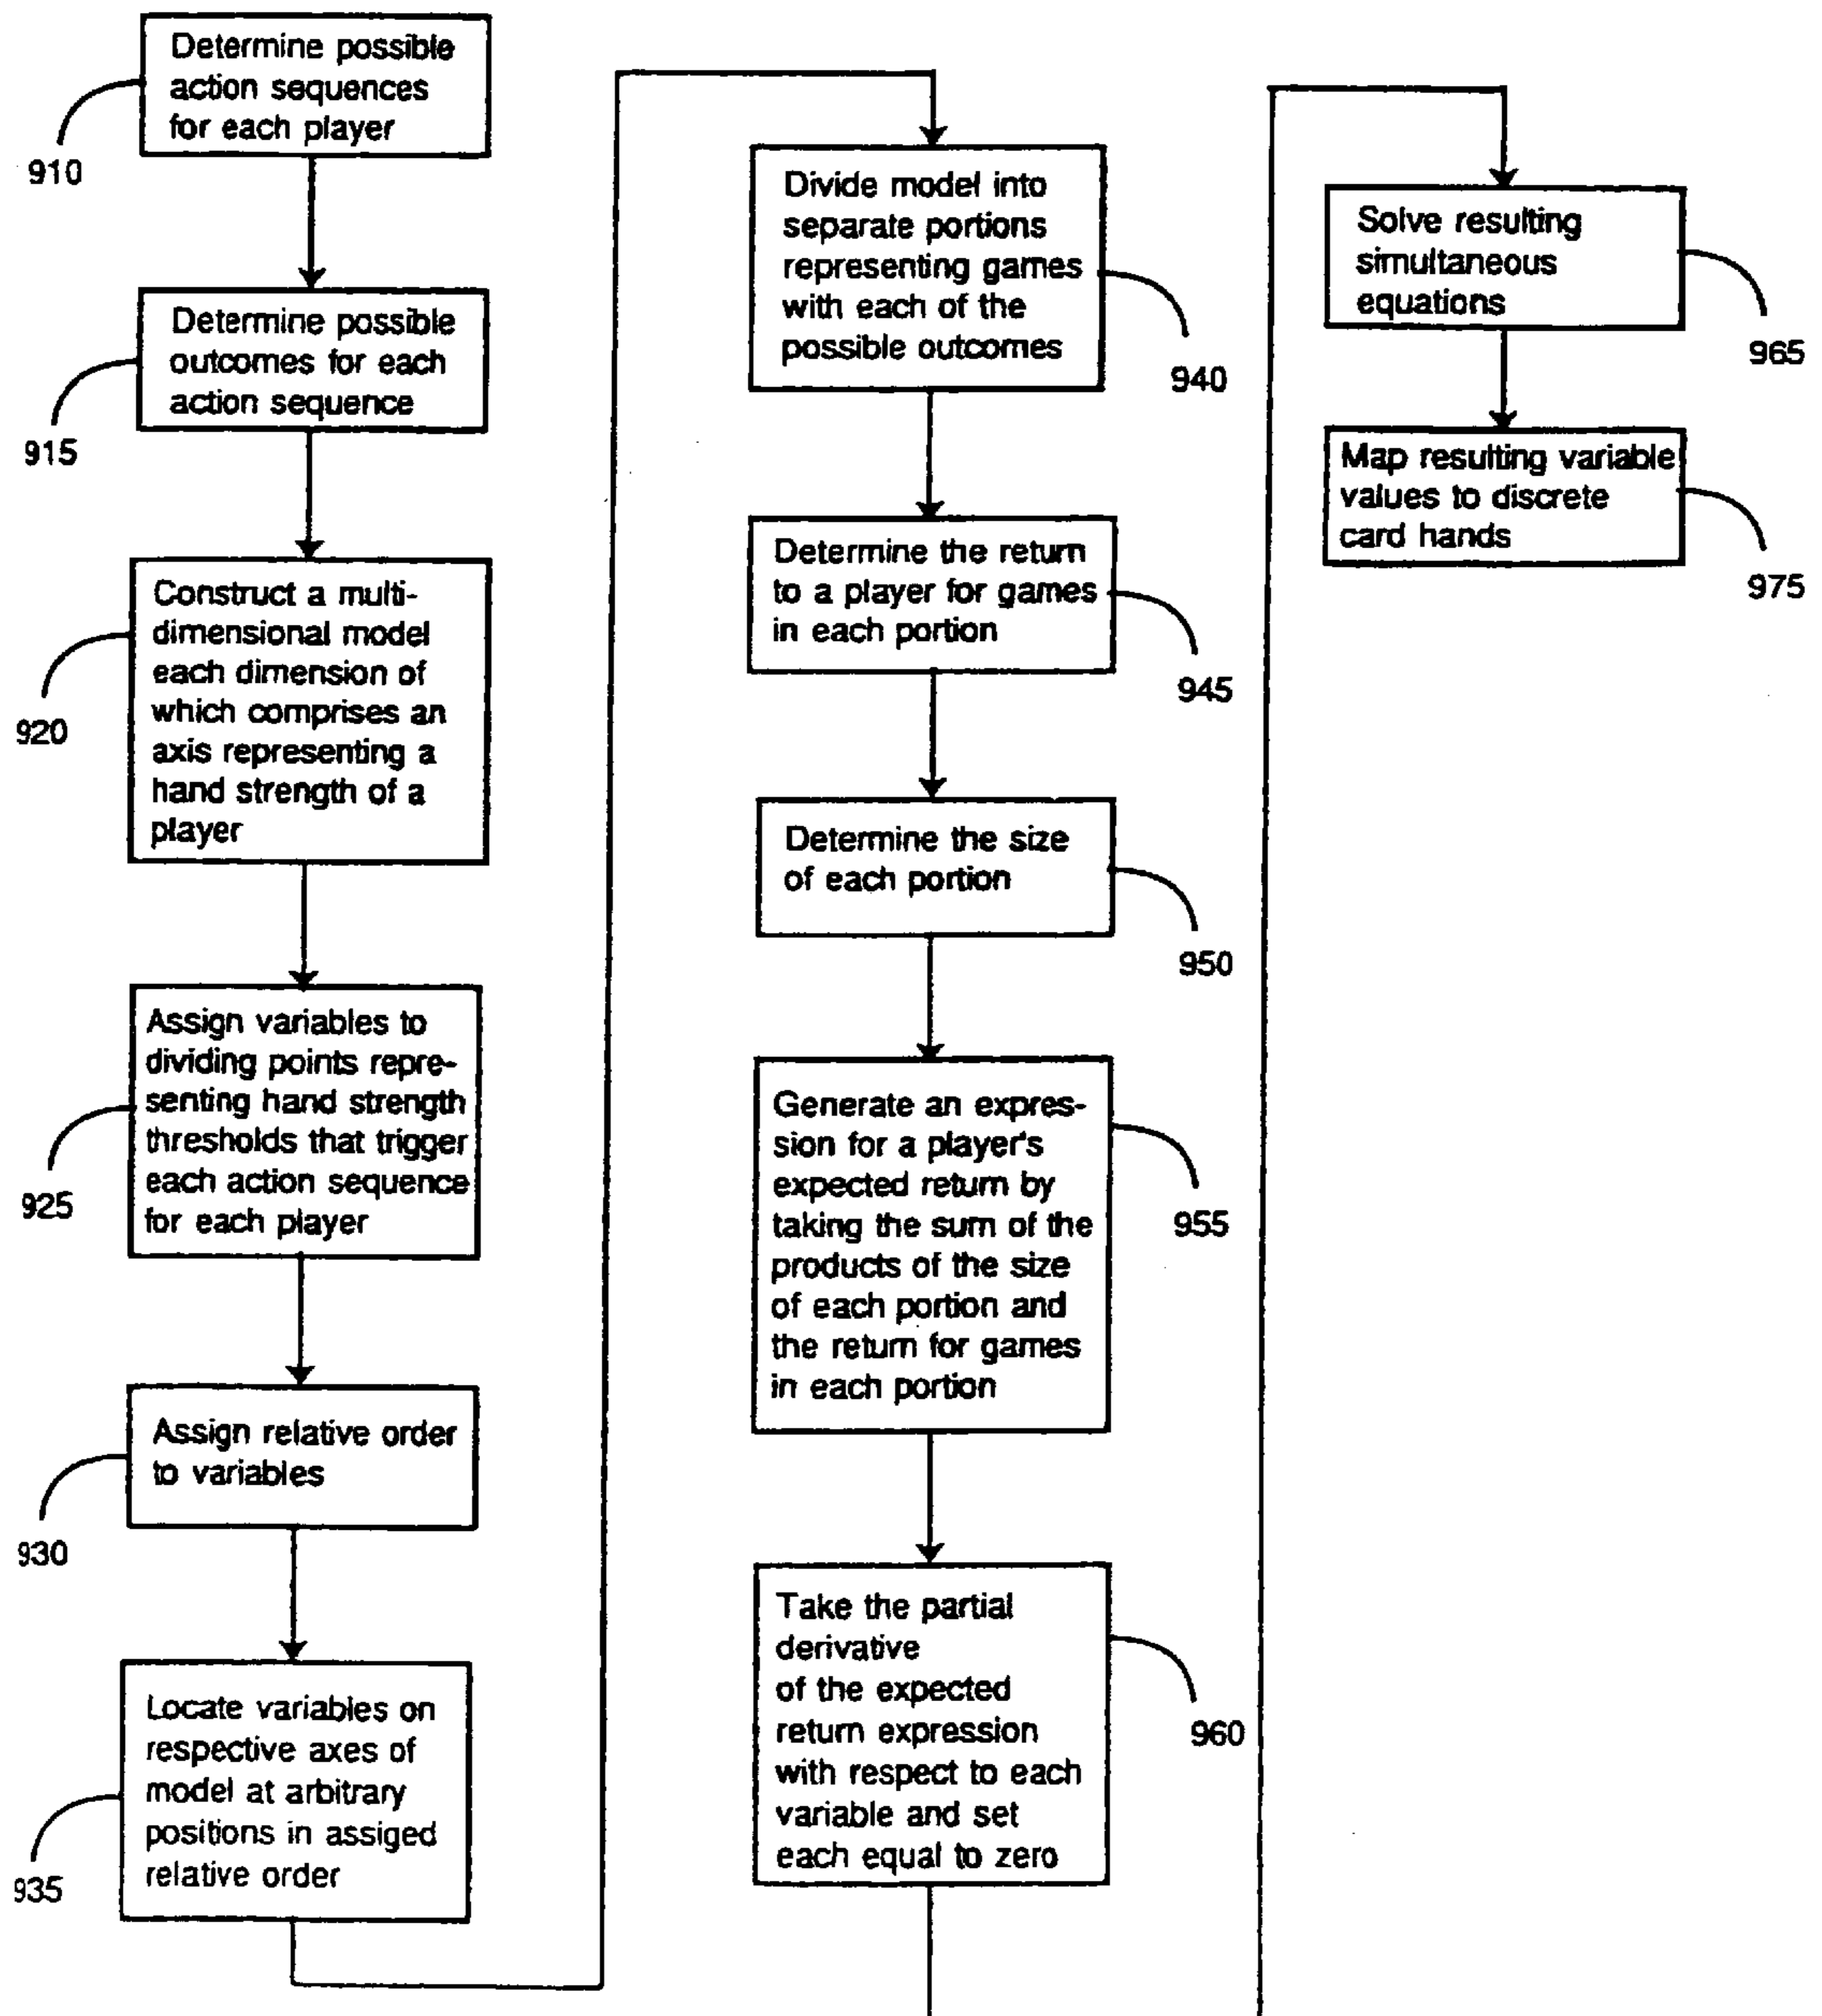 Determine possible
action sequences
for each player
910
Determine possible
outcomes for each
action sequence
915
Construct a multi-
dimensional model
each dimension of
which comprises an
axis representing a
hand strength of a
player
920
Assign variables to
dividing points repre-
senting hand strength
thresholds that trigger
each action sequence
for each player
925
Assign relative order
to variables
930
Locate variables on
respective axes of
model at arbitrary
positions in assiged
relative order
935
Divide model into
separate portions
representing games
with each of the
possible outcomes
940
Determine the return
to a player for games
in each portion
945
Determine the size
of each portion
950
Generate an expres-
sion for a player's
expected return by
taking the sum of the
products of the size
of each portion and
the return for games
in each portion
955
Take the partial
derivative
of the expected
return expression
with respect to each
variable and set
each equal to zero
960
Solve resulting
simultaneous
equations
965
Map resulting variable
values to discrete
card hands
975